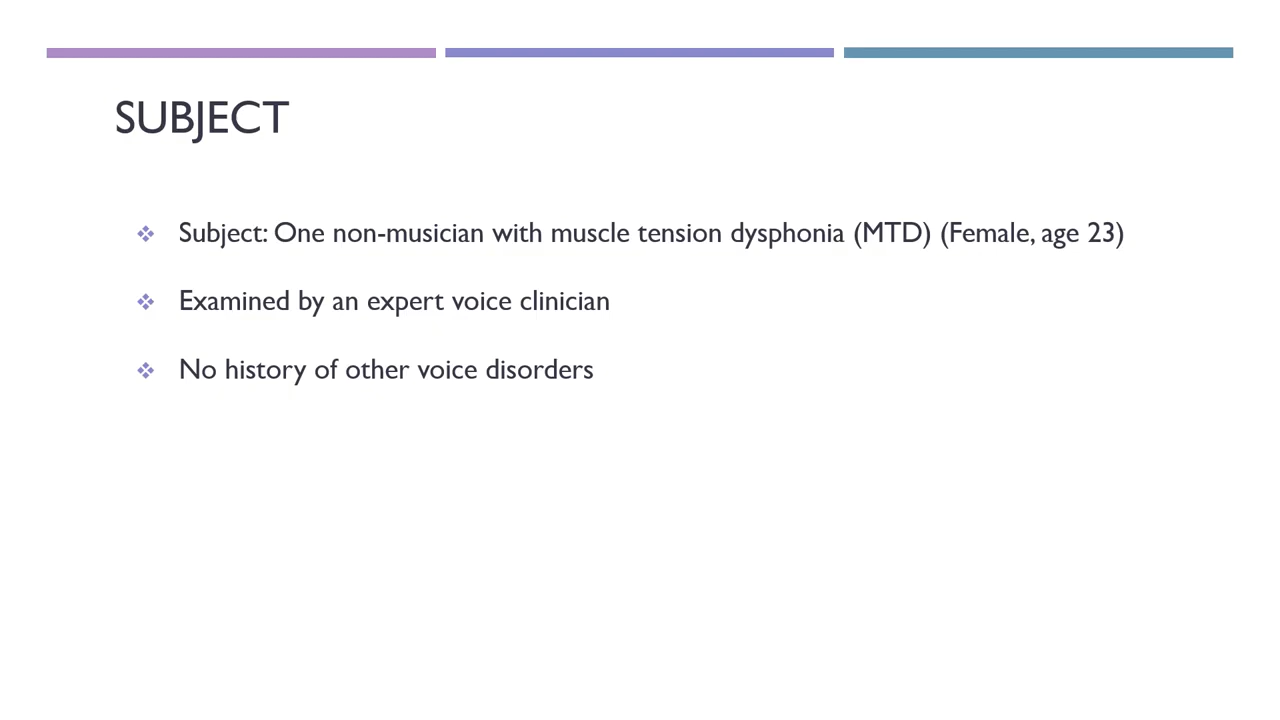 SUBJECT
❖ Subject: One non-musician with muscle tension dysphonia (MTD) (Female, age 23)
❖ Examined by an expert voice clinician
❖ No history of other voice disorders